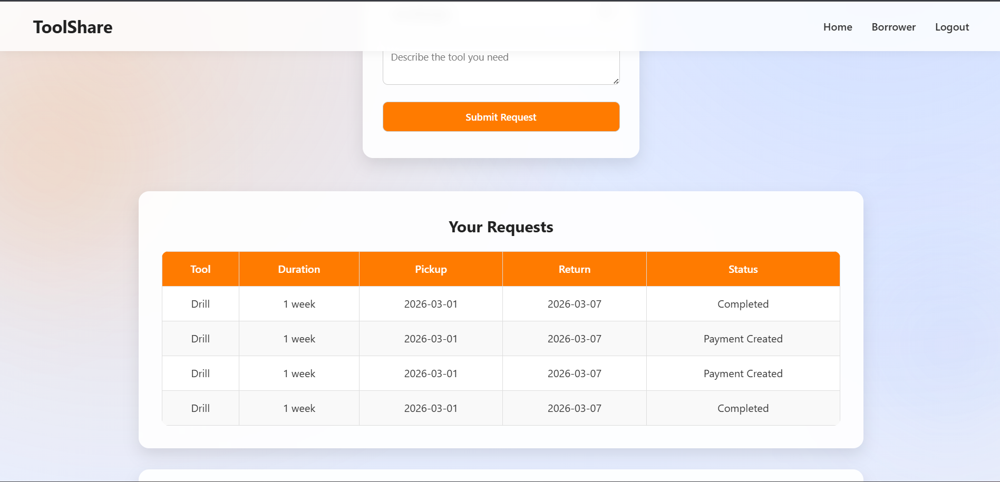 ToolShare
Home Borrower Logout
Describe the tool you need
Submit Request
Your Requests
Tool Duration Pickup Return Status
Drill 1 week 2026-03-01 2026-03-07 Completed
Drill 1 week 2026-03-01 2026-03-07 Payment Created
Drill 1 week 2026-03-01 2026-03-07 Payment Created
Drill 1 week 2026-03-01 2026-03-07 Completed